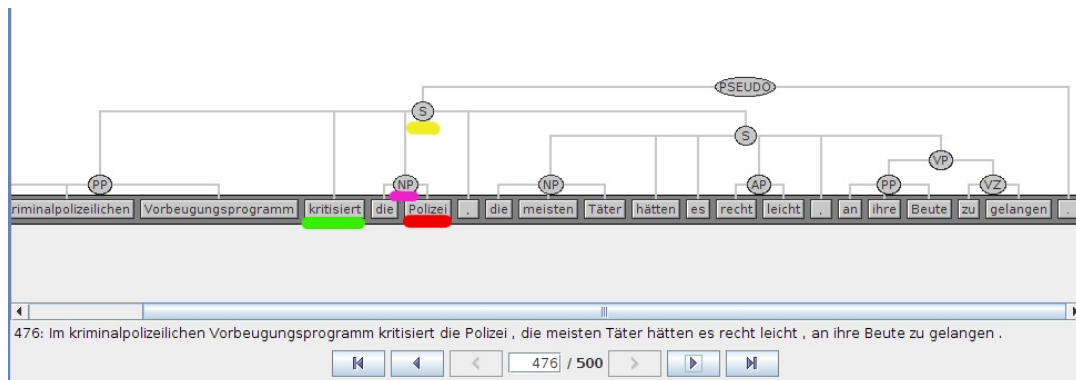 PSEUDO
S
S
VP
PP NP NP AP PP VZ
riminalpolizeilichen Vorbeugungsprogramm kritisiert die Polizei , die meisten Täter hätten es recht leicht , an ihre Beute zu gelangen .
476: Im kriminalpolizeilichen Vorbeugungsprogramm kritisiert die Polizei , die meisten Täter hätten es recht leicht , an ihre Beute zu gelangen .
476 / 500